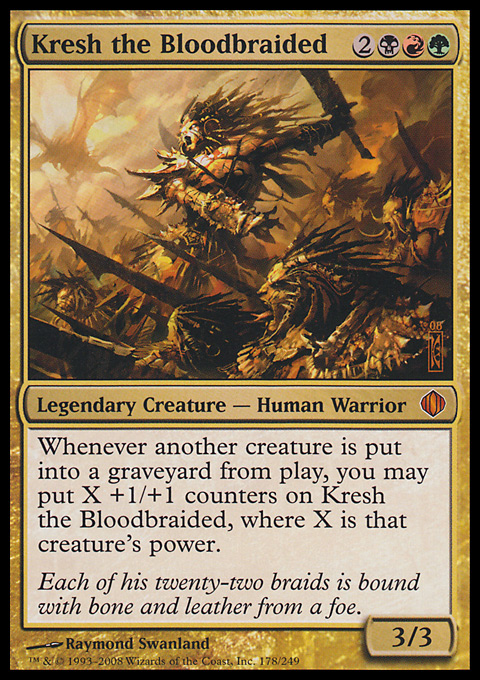 Kresh the Bloodbraided 2
Legendary Creature — Human Warrior
Whenever another creature is put
into a graveyard from play, you may
put X +1/+1 counters on Kresh
the Bloodbraided, where X is that
creature's power.
Each of his twenty-two braids is bound
with bone and leather from a foe.
3/3
Raymond Swanland
™ & © 1993–2008 Wizards of the Coast, Inc. 178/249